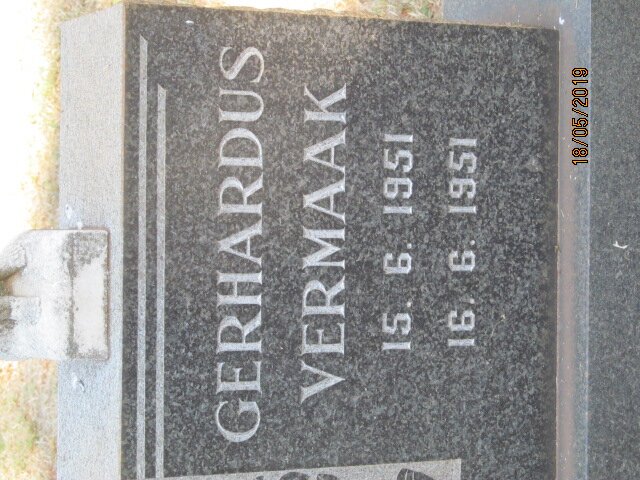 GERHARDUS
VERMAAK
15. 6. 1951
16. 6. 1951
18/05/2019